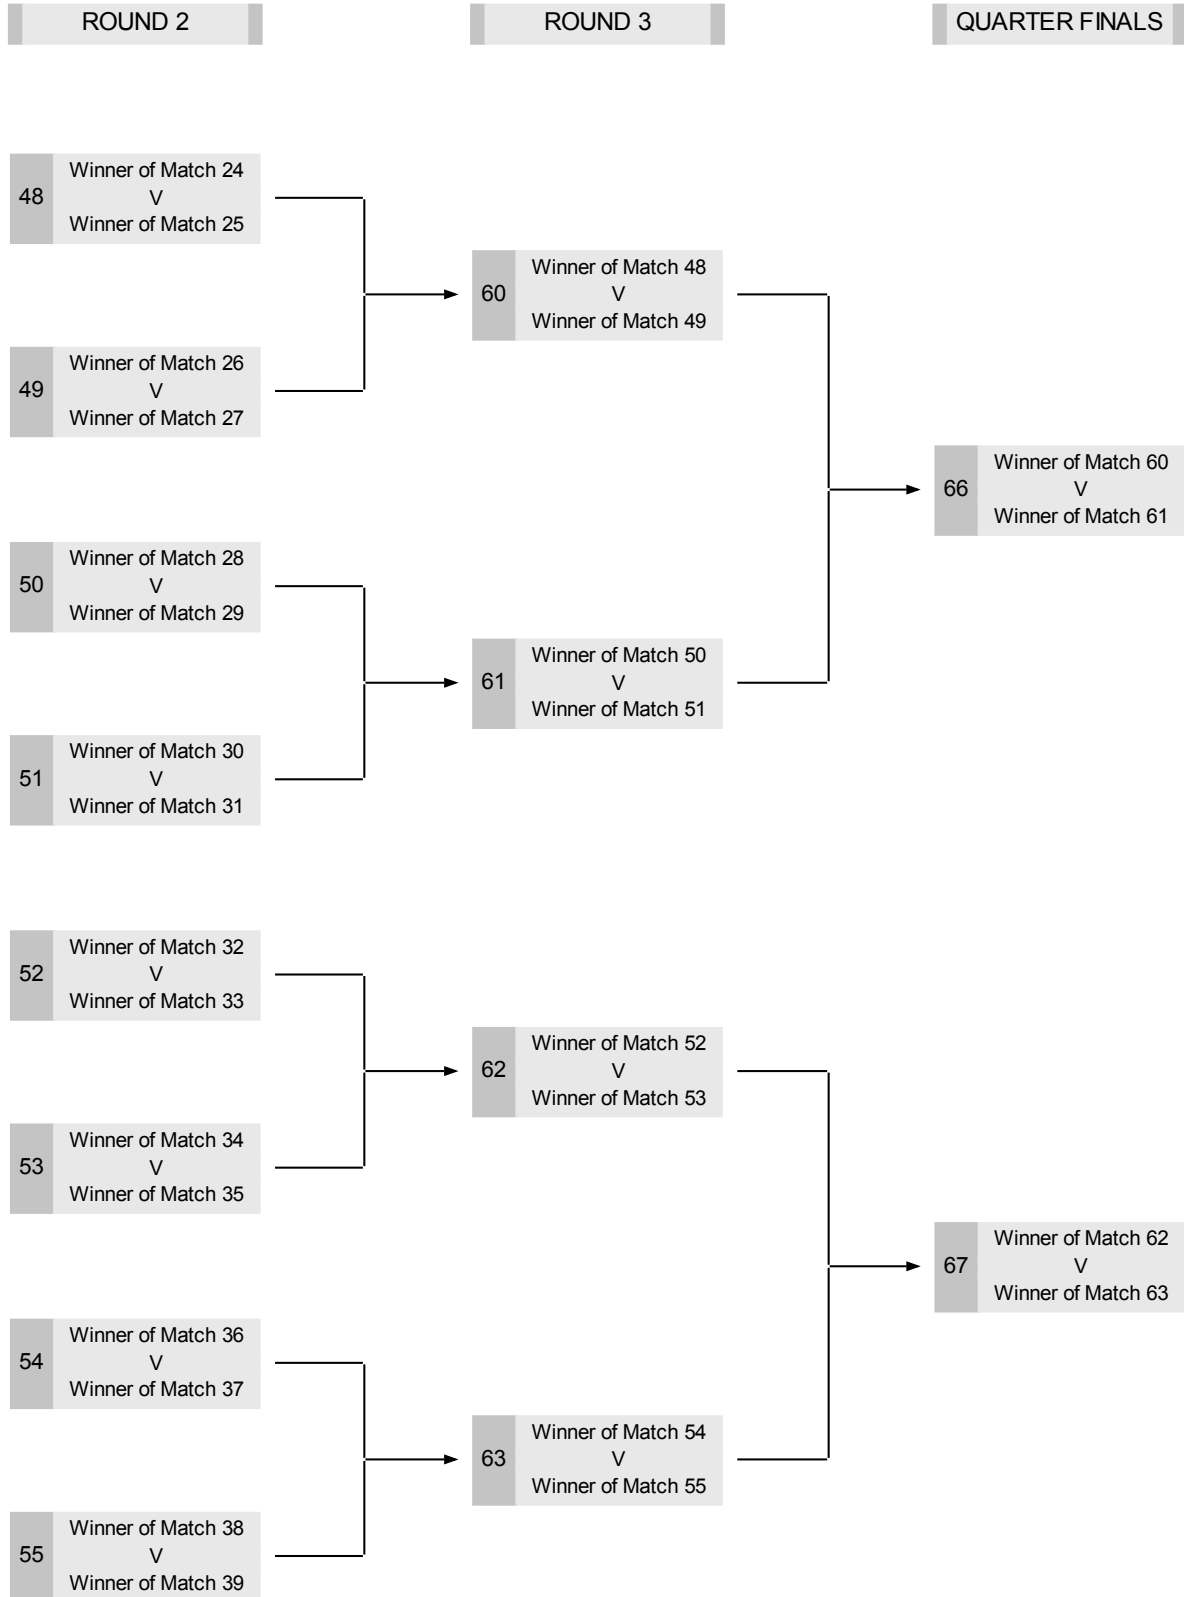 ROUND 2
ROUND 3
QUARTER FINALS
48
Winner of Match 24
V
Winner of Match 25
49
Winner of Match 26
V
Winner of Match 27
50
Winner of Match 28
V
Winner of Match 29
51
Winner of Match 30
V
Winner of Match 31
52
Winner of Match 32
V
Winner of Match 33
53
Winner of Match 34
V
Winner of Match 35
54
Winner of Match 36
V
Winner of Match 37
55
Winner of Match 38
V
Winner of Match 39
60
Winner of Match 48
V
Winner of Match 49
61
Winner of Match 50
V
Winner of Match 51
62
Winner of Match 52
V
Winner of Match 53
63
Winner of Match 54
V
Winner of Match 55
66
Winner of Match 60
V
Winner of Match 61
67
Winner of Match 62
V
Winner of Match 63